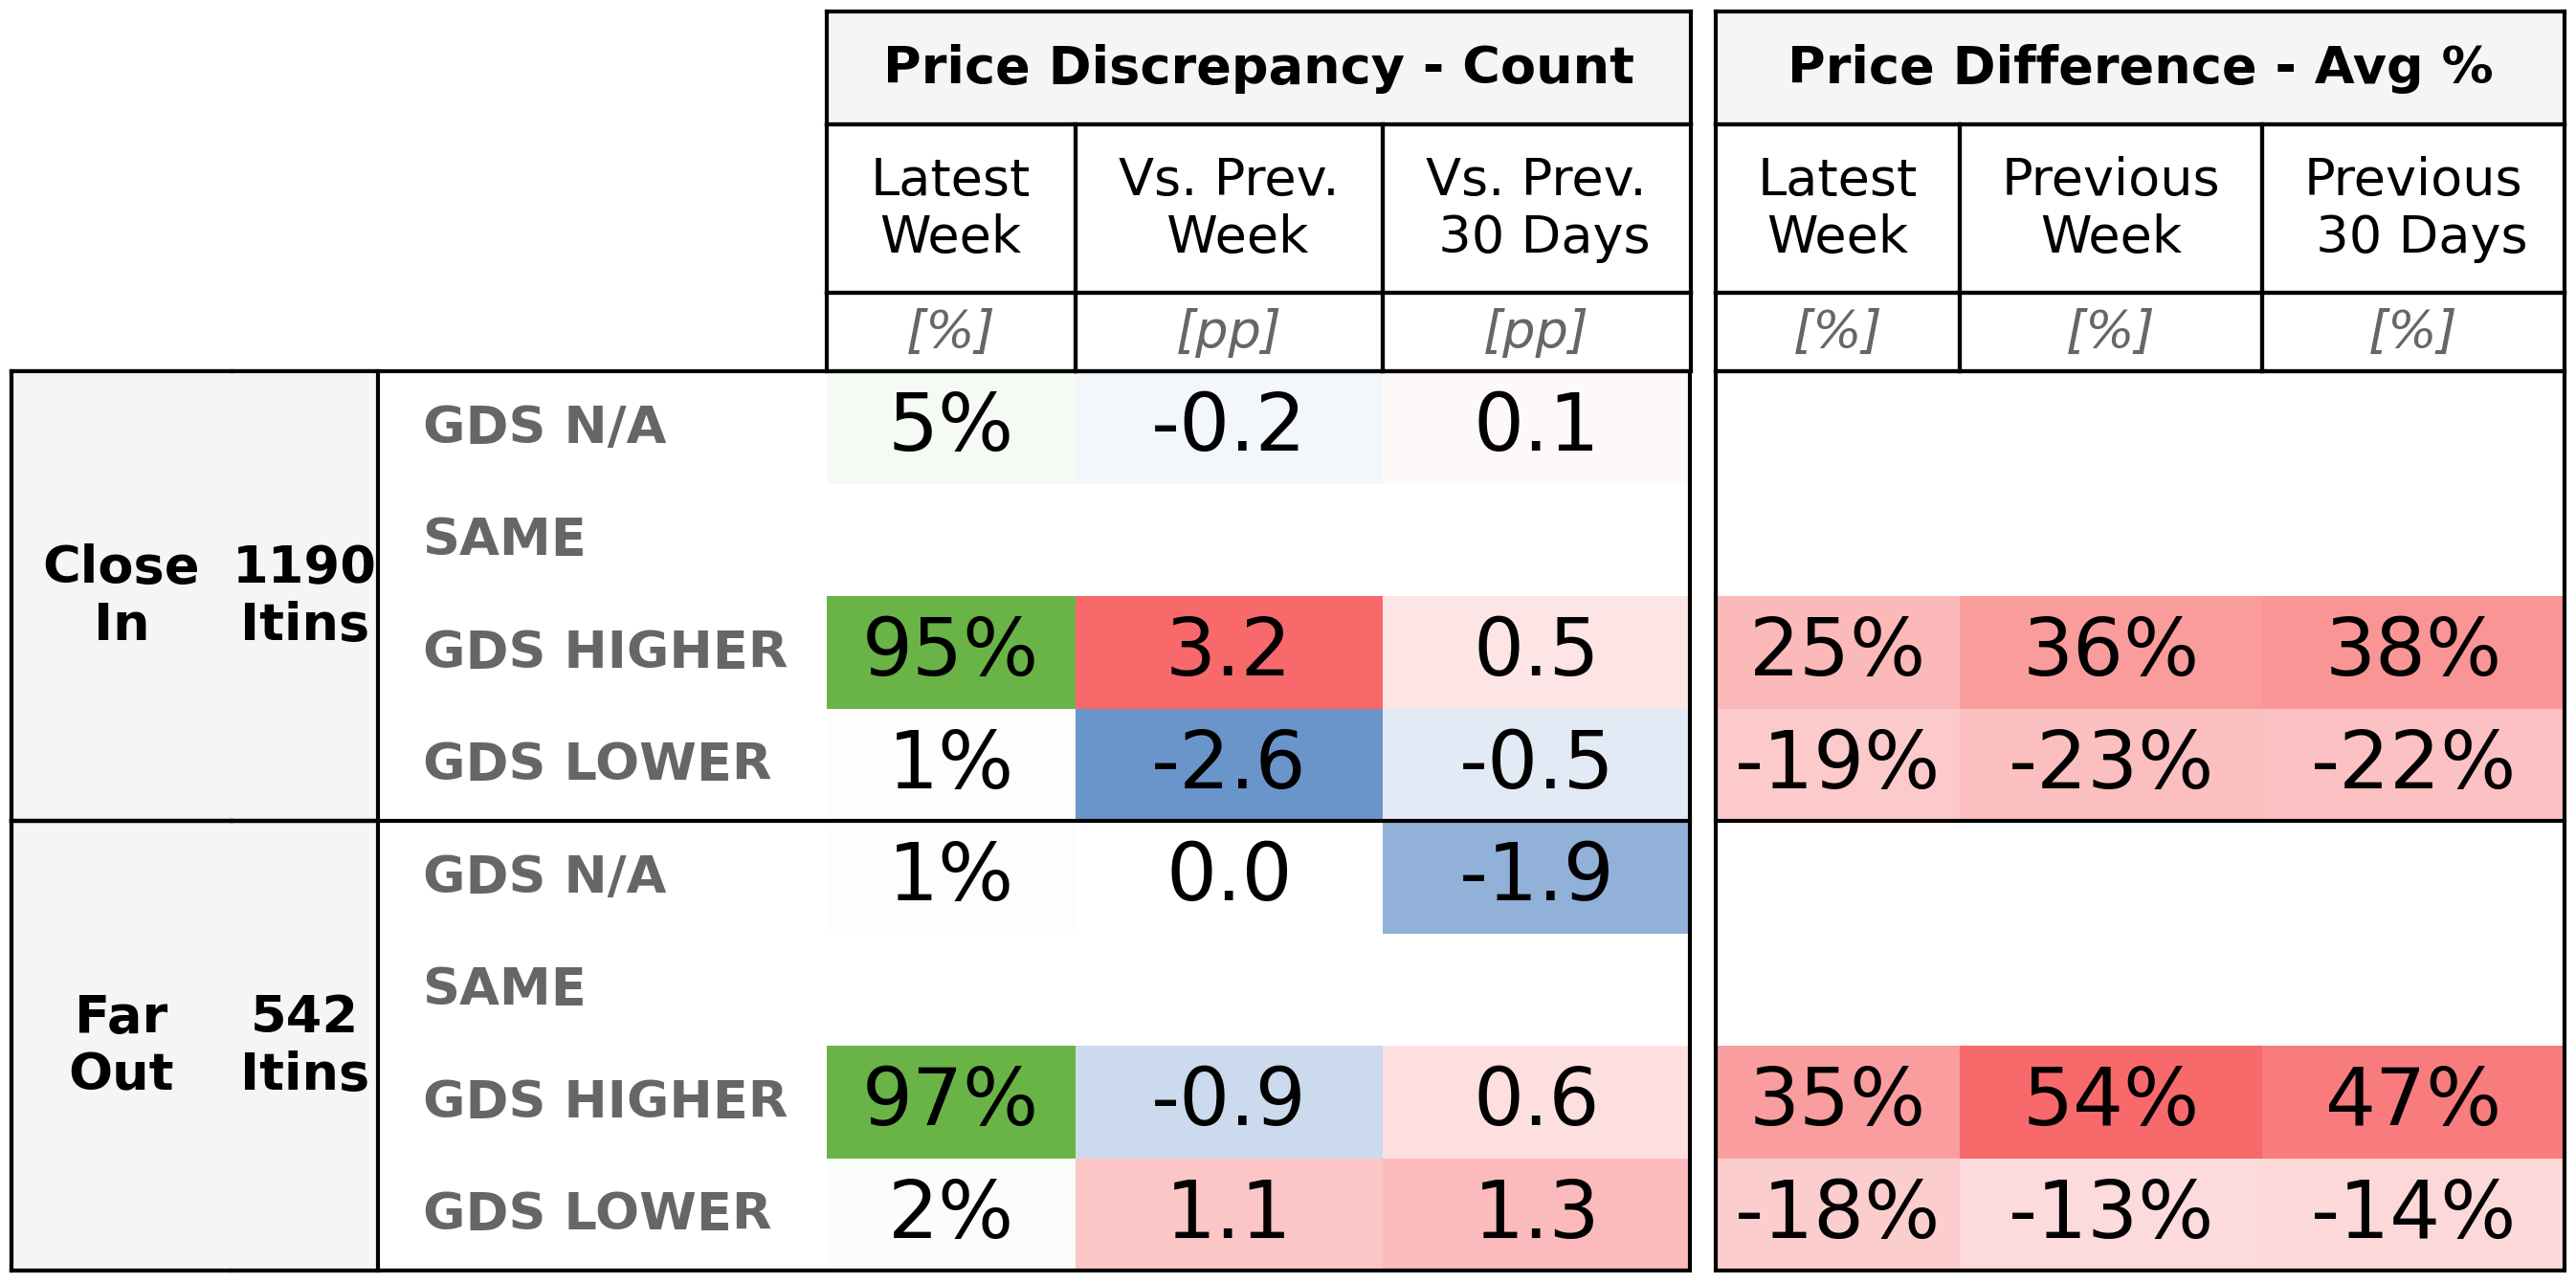 Price Discrepancy - Count Price Difference - Avg %
Latest Vs. Prev. Vs. Prev. Latest Previous Previous
Week Week 30 Days Week Week 30 Days
[%] [pp] [pp] [%] [%] [%]
GDS N/A 5% -0.2 0.1
SAME
Close 1190
In Itins
GDS HIGHER 95% 3.2 0.5 25% 36% 38%
GDS LOWER 1% -2.6 -0.5 -19% -23% -22%
GDS N/A 1% 0.0 -1.9
SAME
Far 542
Out Itins
GDS HIGHER 97% -0.9 0.6 35% 54% 47%
GDS LOWER 2% 1.1 1.3 -18% -13% -14%